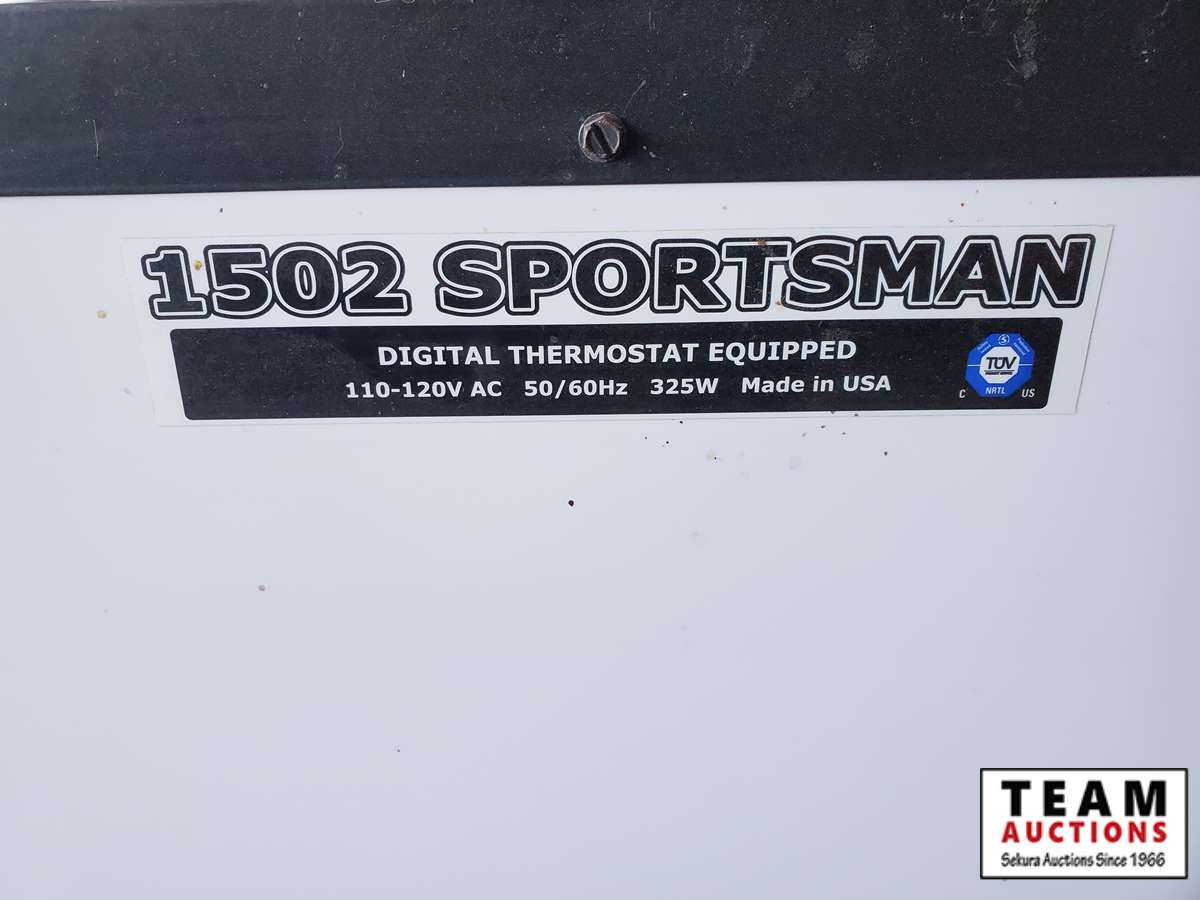 1502 SPORTSMAN
DIGITAL THERMOSTAT EQUIPPED
110-120V AC 50/60Hz 325W Made in USA
TÜV
C NRTL US
TEAM
AUCTIONS
Sekura Auctions Since 1966